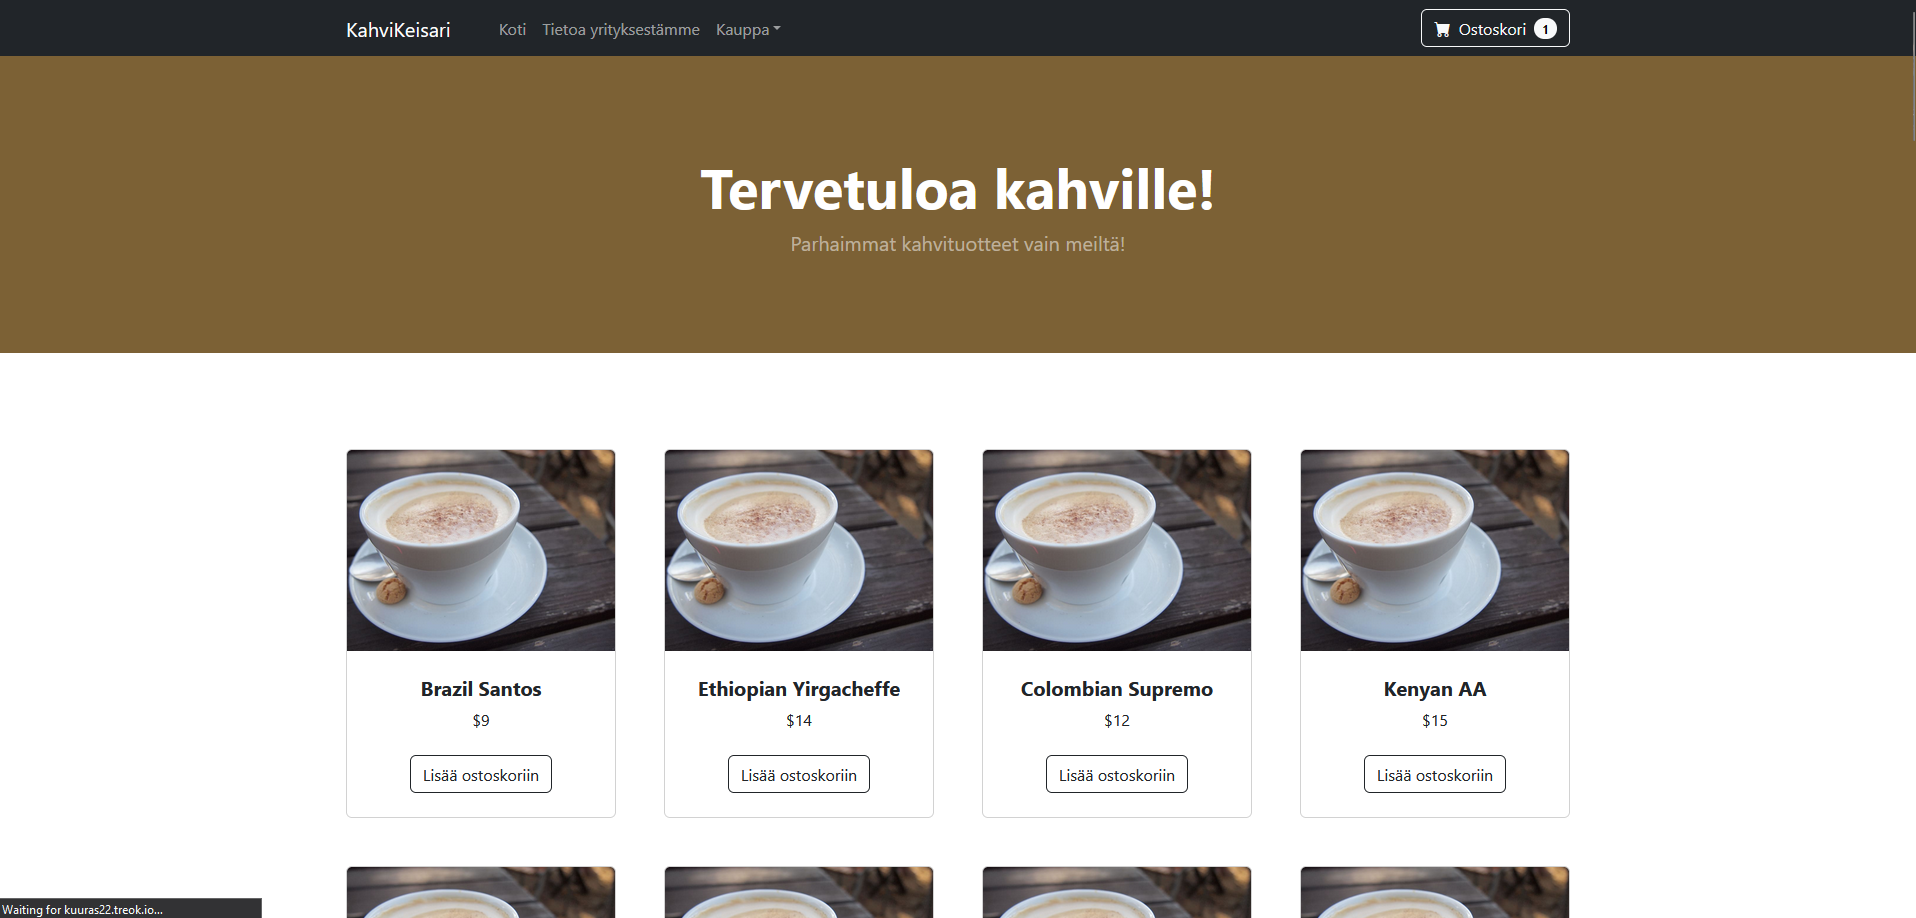 KahviKeisari Koti Tietoa yrityksestämme Kauppa Ostoskori 1
Tervetuloa kahville!
Parhaimmat kahvituotteet vain meiltä!
Brazil Santos
$9
Lisää ostoskoriin
Ethiopian Yirgacheffe
$14
Lisää ostoskoriin
Colombian Supremo
$12
Lisää ostoskoriin
Kenyan AA
$15
Lisää ostoskoriin
Waiting for kuuras22.treok.io...